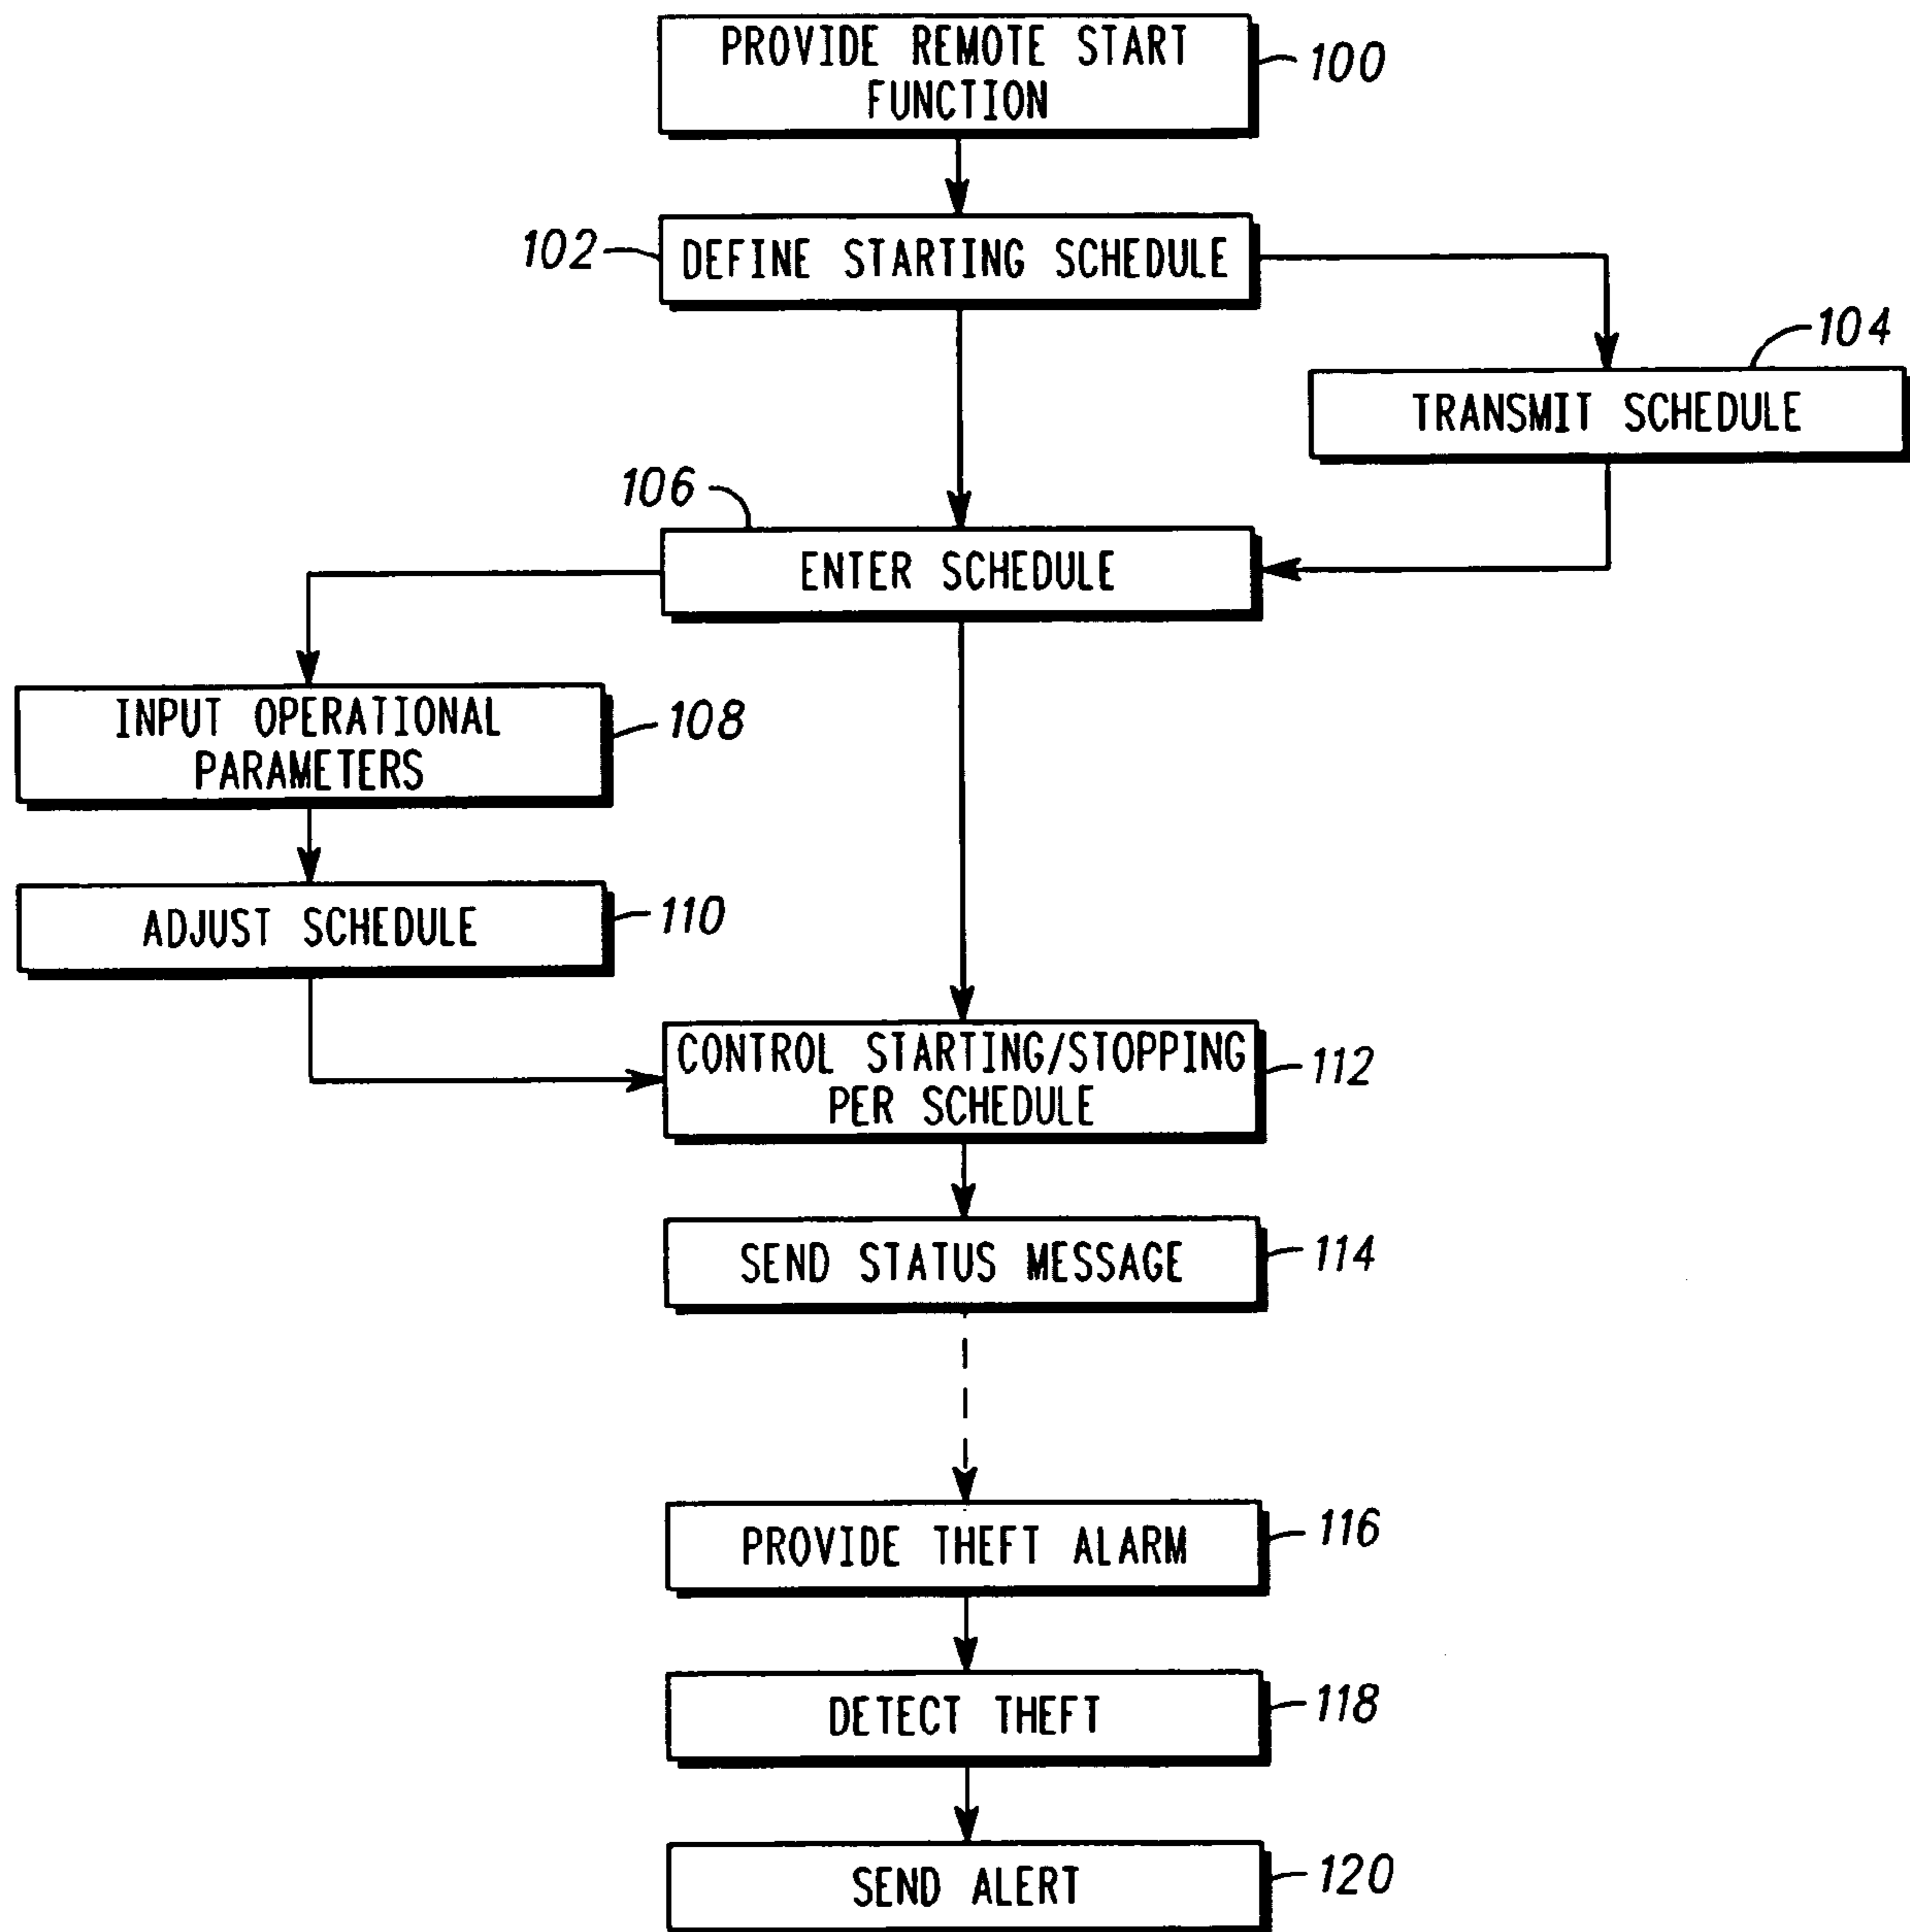 PROVIDE REMOTE START
FUNCTION
100
102
DEFINE STARTING SCHEDULE
104
TRANSMIT SCHEDULE
106
ENTER SCHEDULE
INPUT OPERATIONAL
PARAMETERS
108
ADJUST SCHEDULE
110
CONTROL STARTING/STOPPING
PER SCHEDULE
112
SEND STATUS MESSAGE
114
PROVIDE THEFT ALARM
116
DETECT THEFT
118
SEND ALERT
120